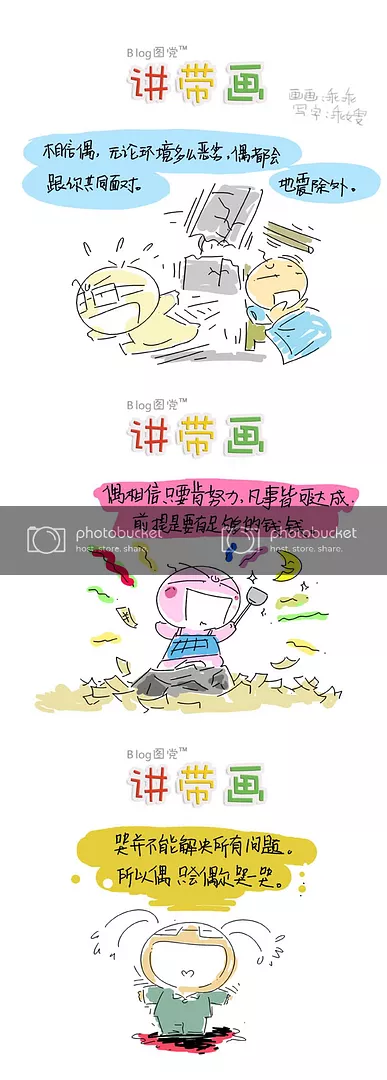 Blog图党™
讲带画
画画:乖乖
写字:乖嫂
相信偶，无论环境多么恶劣，偶都会
跟你共同面对。
地震除外。
Blog图党™
讲带画
偶相信只要肯努力，凡事皆可达成.
前提是要有足够的钱钱
photobucket
host. store. share.
photobucket
host. store. share.
Blog图党™
讲带画
哭并不能解决所有问题。
所以偶只会偶尔哭一哭。